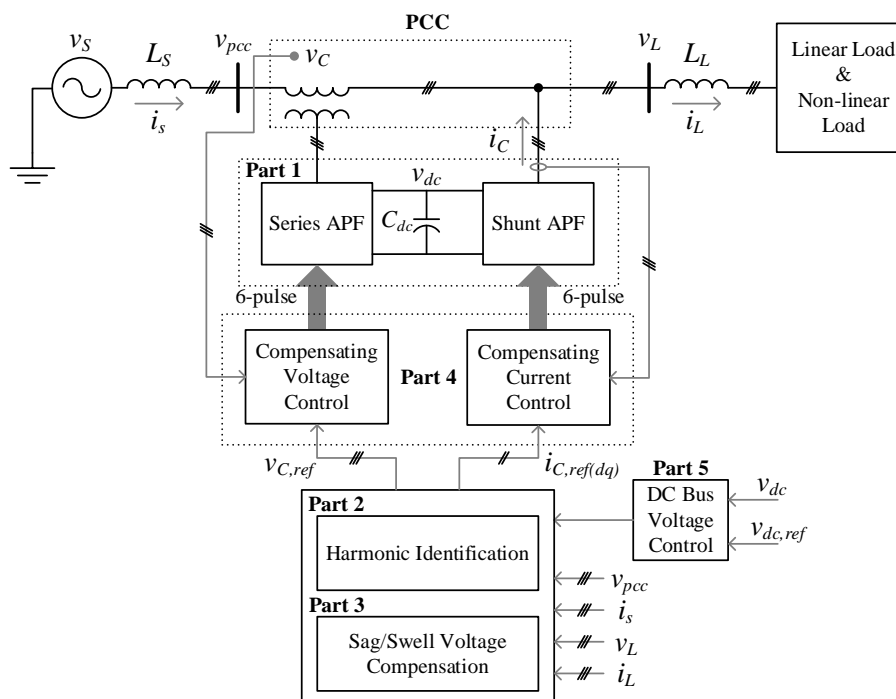 PCC
v_S
L_S
v_pcc
v_C
v_L
L_L
Linear Load
&
Non-linear
Load
i_s
i_C
i_L
Part 1
v_dc
Series APF
C_dc
Shunt APF
6-pulse
6-pulse
Compensating
Voltage
Control
Part 4
Compensating
Current
Control
v_C,ref
i_C,ref(dq)
Part 5
DC Bus
Voltage
Control
v_dc
v_dc,ref
Part 2
Harmonic Identification
v_pcc
i_s
Part 3
Sag/Swell Voltage
Compensation
v_L
i_L